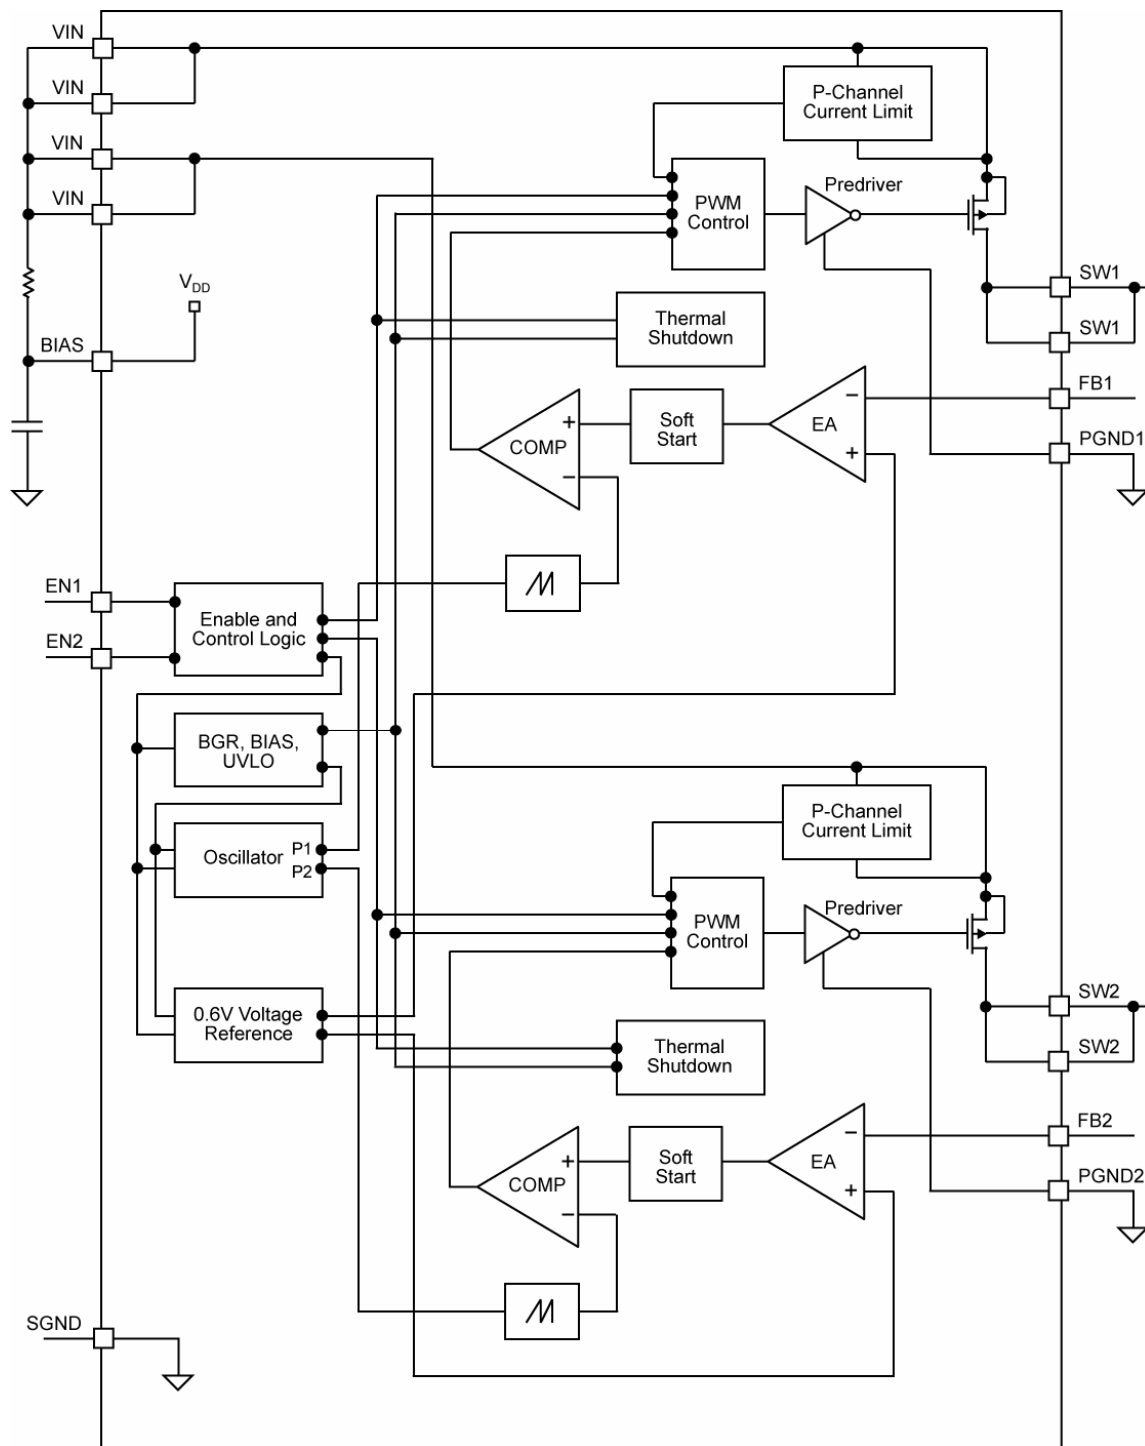 VIN
VIN
VIN
VIN
P-Channel
Current Limit
PWM
Control
Predriver
VDD
SW1
SW1
BIAS
Thermal
Shutdown
FB1
COMP
+
−
Soft
Start
EA
−
+
PGND1
EN1
EN2
Enable and
Control Logic
BGR, BIAS,
UVLO
Oscillator
P1
P2
0.6V Voltage
Reference
P-Channel
Current Limit
PWM
Control
Predriver
SW2
SW2
Thermal
Shutdown
FB2
COMP
+
−
Soft
Start
EA
−
+
PGND2
SGND